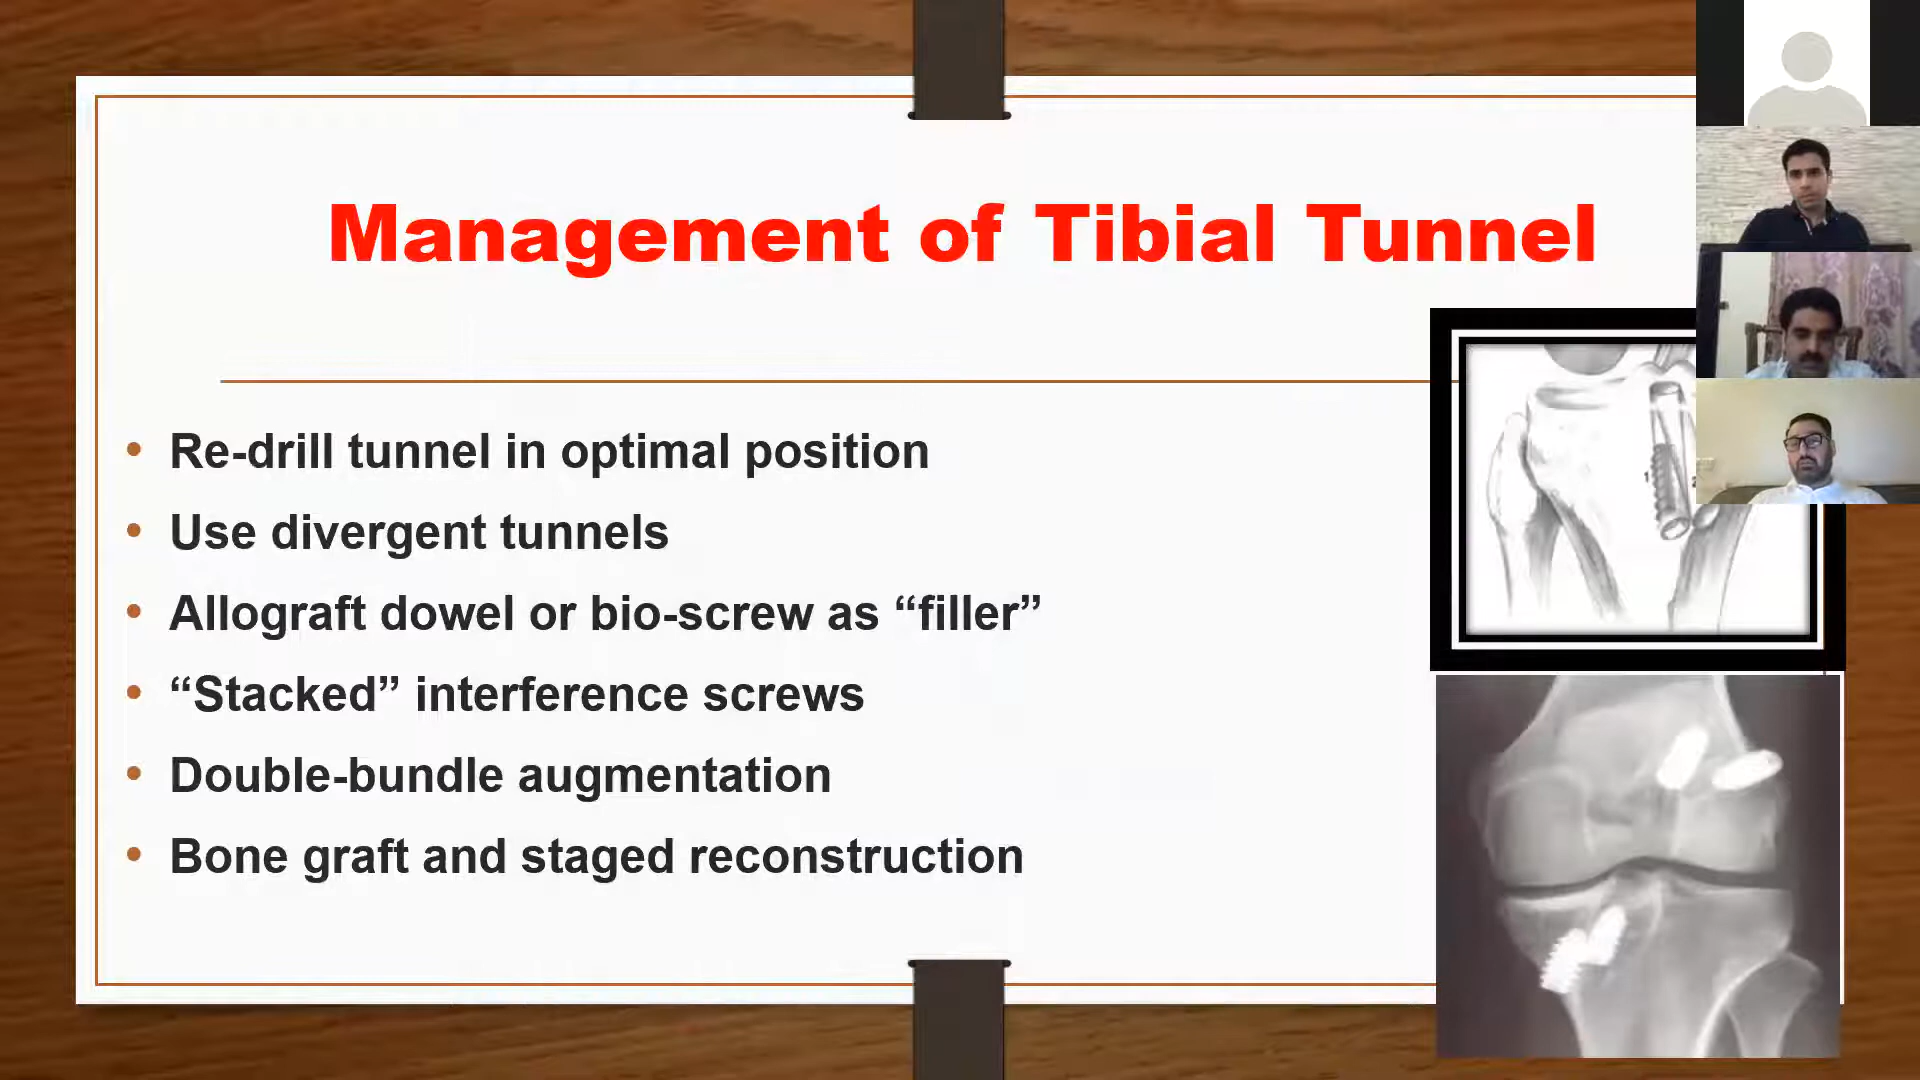 Management of Tibial Tunnel
• Re-drill tunnel in optimal position
• Use divergent tunnels
• Allograft dowel or bio-screw as “filler”
• “Stacked” interference screws
• Double-bundle augmentation
• Bone graft and staged reconstruction